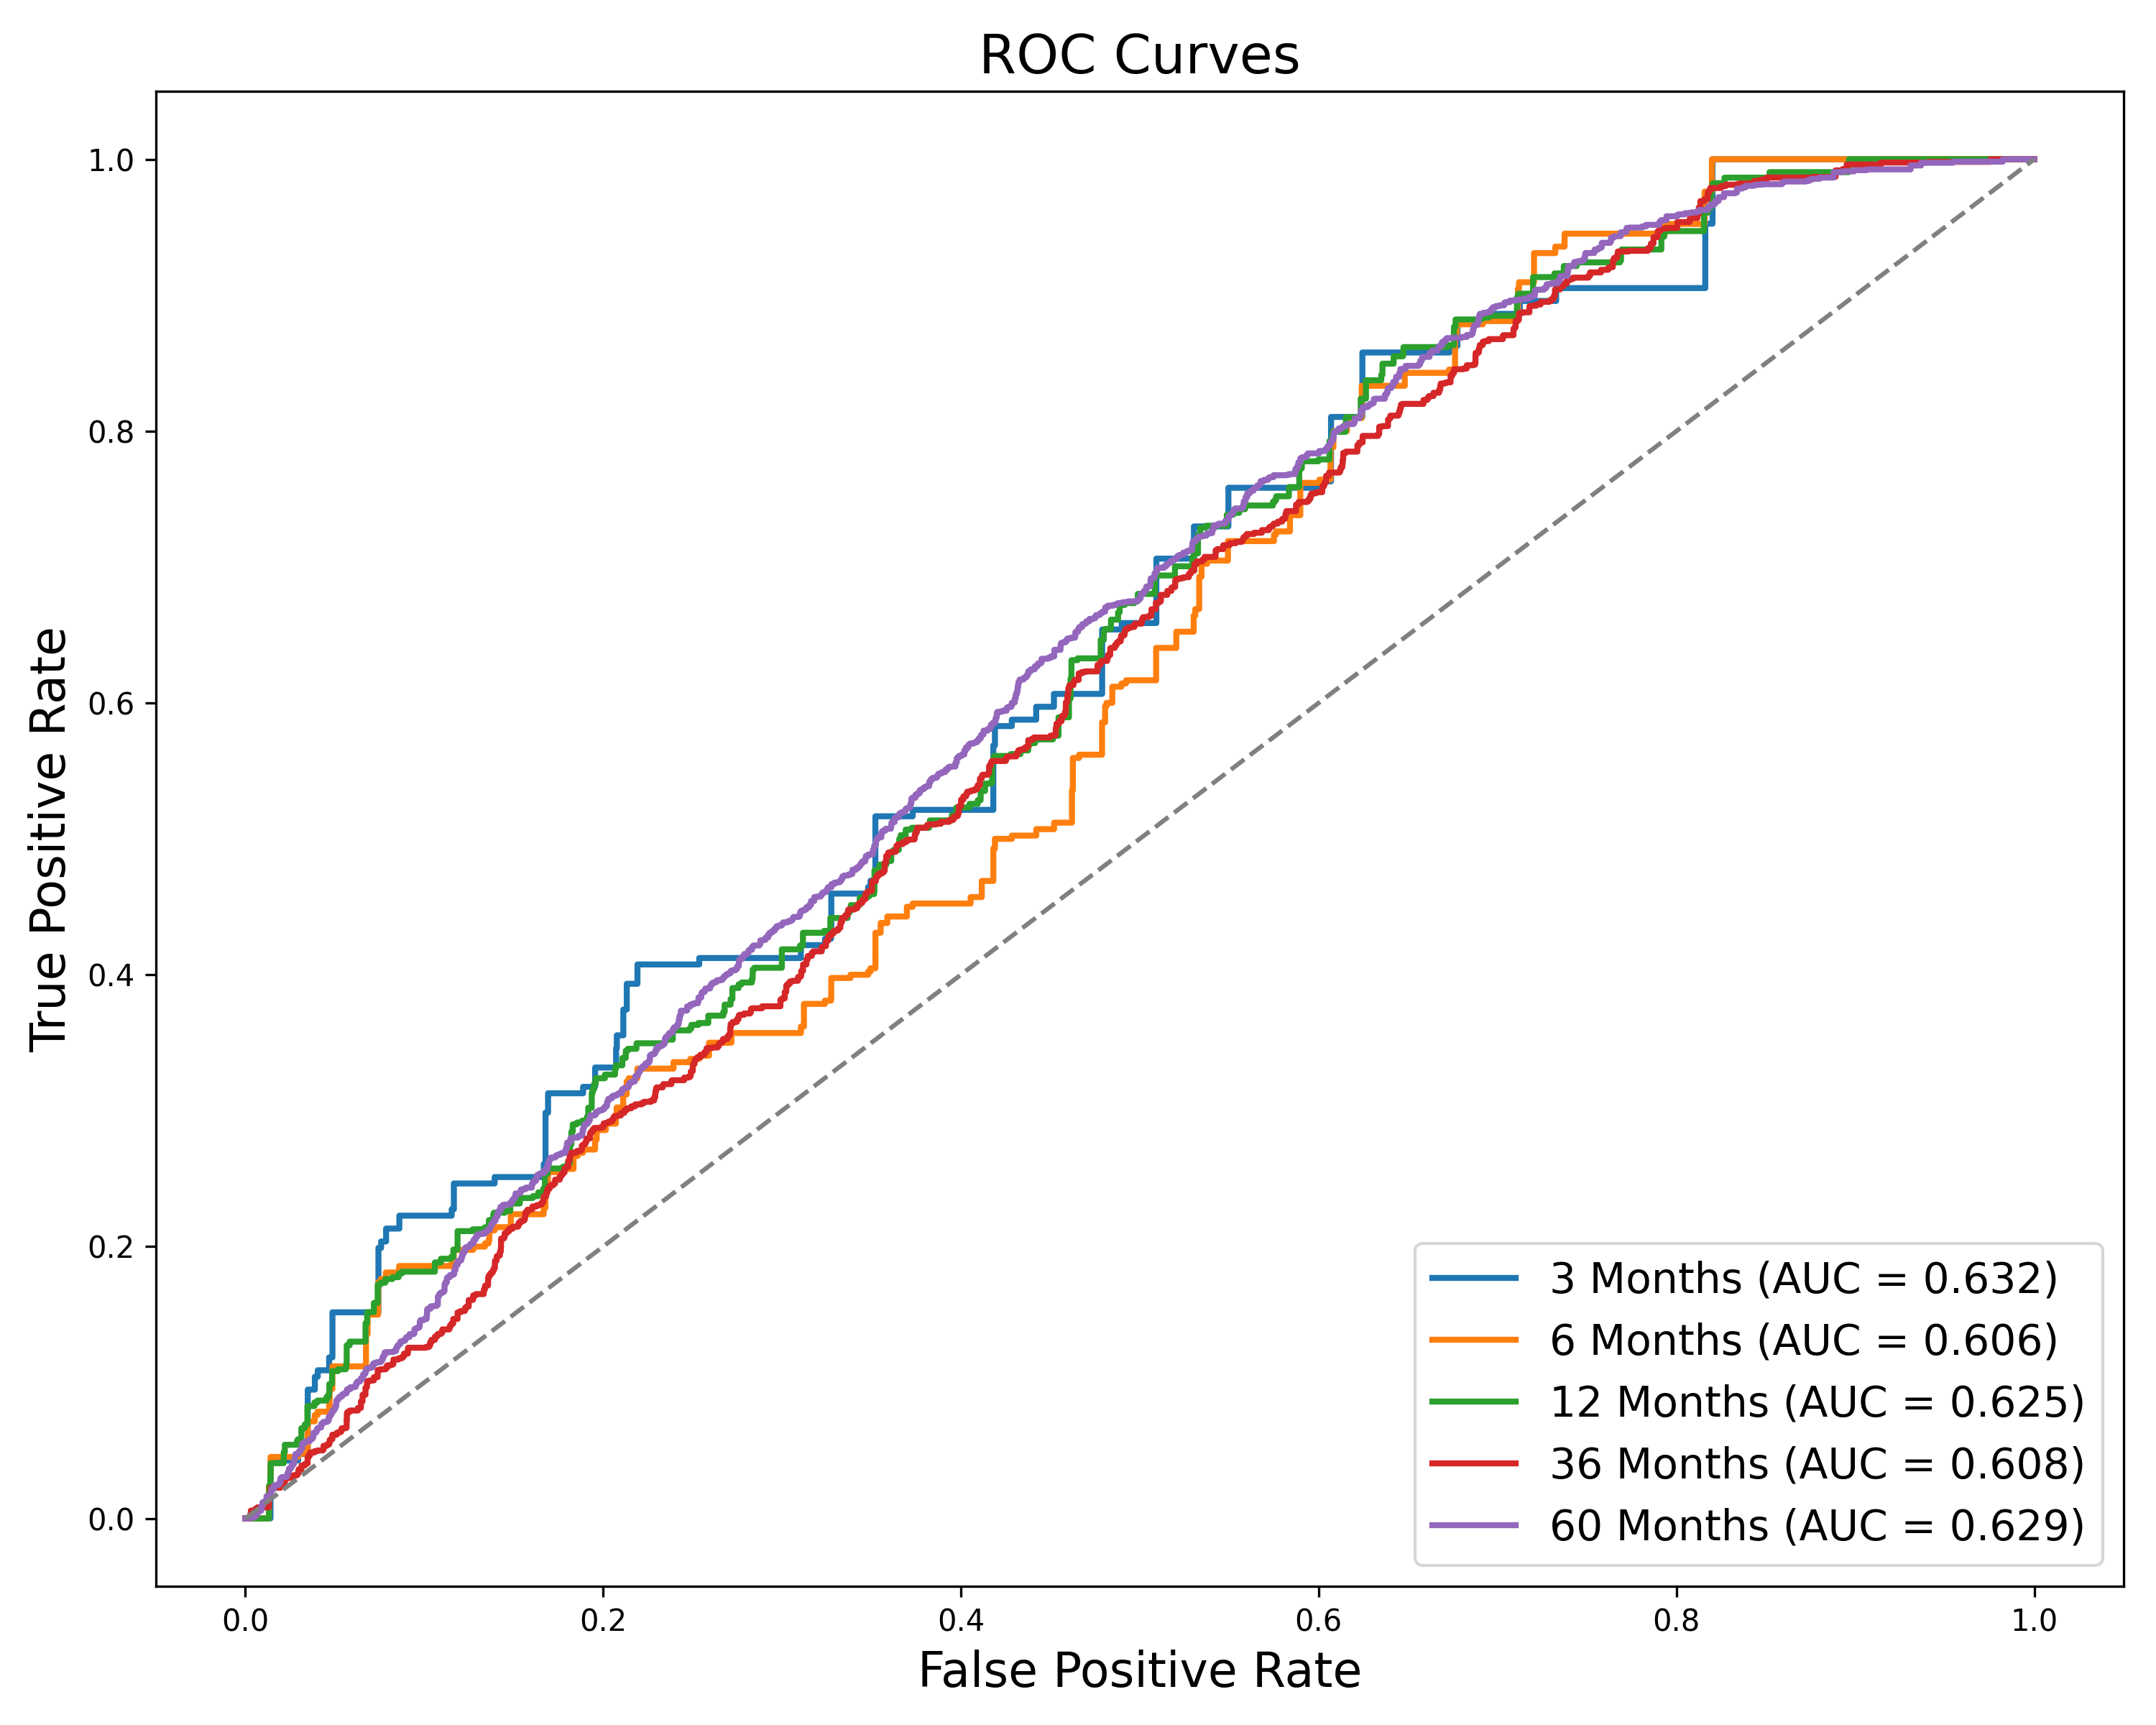 ROC Curves
True Positive Rate
1.0
0.8
0.6
0.4
0.2
0.0
0.0 0.2 0.4 0.6 0.8 1.0
False Positive Rate
3 Months (AUC = 0.632)
6 Months (AUC = 0.606)
12 Months (AUC = 0.625)
36 Months (AUC = 0.608)
60 Months (AUC = 0.629)